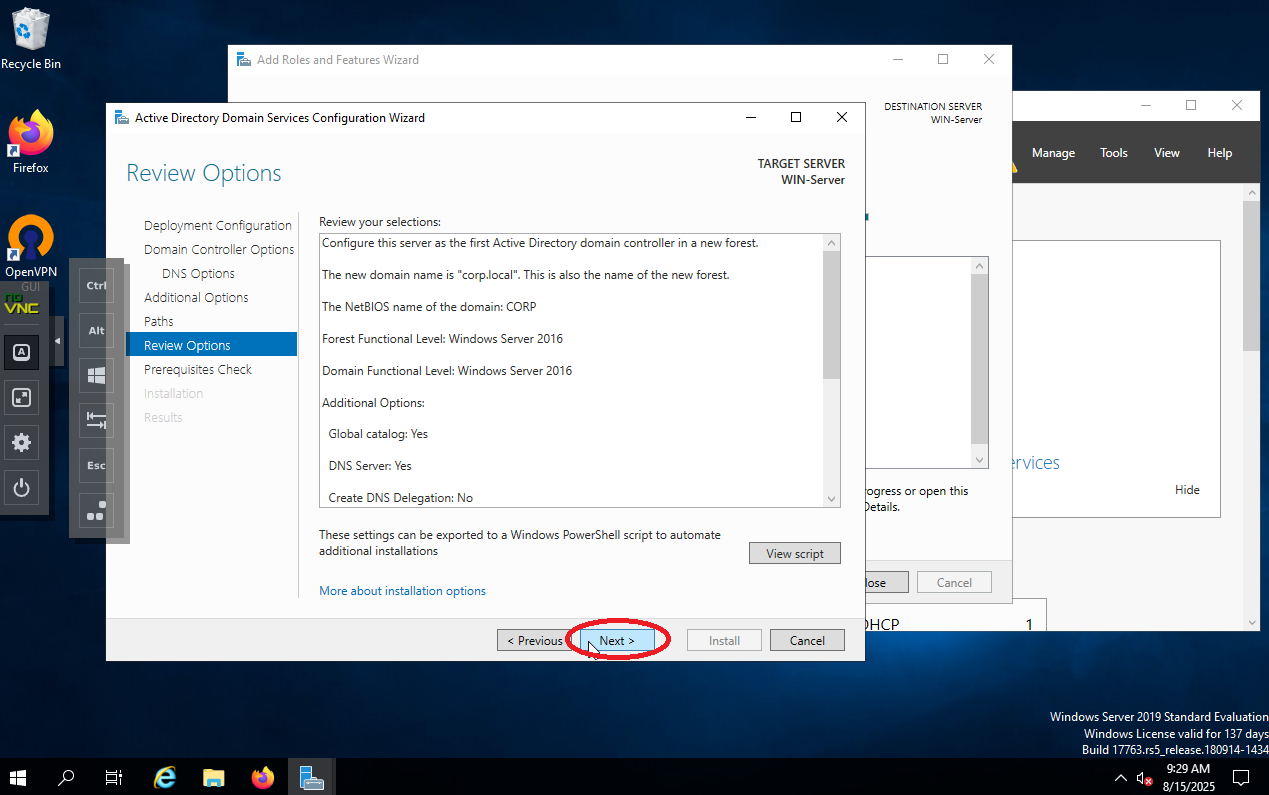 Recycle Bin
Firefox
OpenVPN
GUI
noVNC
Ctrl
Alt
Esc
A
Add Roles and Features Wizard
DESTINATION SERVER
WIN-Server
Manage
Tools
View
Help
Active Directory Domain Services Configuration Wizard
Review Options
TARGET SERVER
WIN-Server
Deployment Configuration
Domain Controller Options
DNS Options
Additional Options
Paths
Review Options
Prerequisites Check
Installation
Results
Review your selections:
Configure this server as the first Active Directory domain controller in a new forest.
The new domain name is "corp.local". This is also the name of the new forest.
The NetBIOS name of the domain: CORP
Forest Functional Level: Windows Server 2016
Domain Functional Level: Windows Server 2016
Additional Options:
Global catalog: Yes
DNS Server: Yes
Create DNS Delegation: No
These settings can be exported to a Windows PowerShell script to automate
additional installations
View script
More about installation options
< Previous
Next >
Install
Cancel
ervices
Hide
rogress or open this
Details.
lose
Cancel
DHCP
1
Windows Server 2019 Standard Evaluation
Windows License valid for 137 days
Build 17763.rs5_release.180914-1434
9:29 AM
8/15/2025